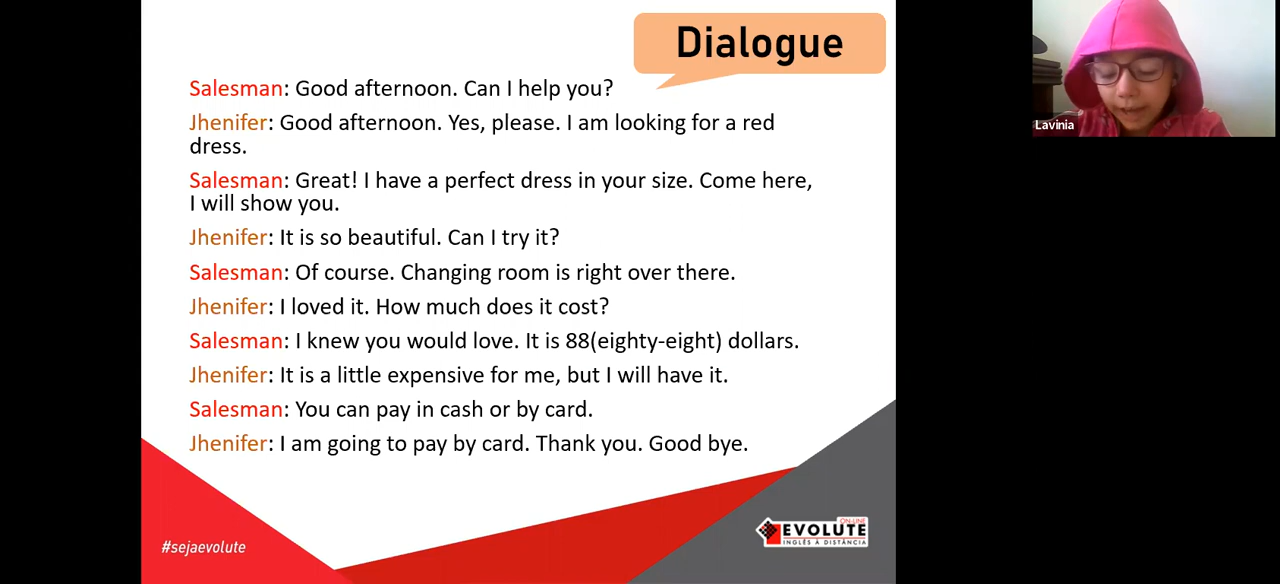 Dialogue
Salesman: Good afternoon. Can I help you?
Jhenifer: Good afternoon. Yes, please. I am looking for a red
dress.
Salesman: Great! I have a perfect dress in your size. Come here,
I will show you.
Jhenifer: It is so beautiful. Can I try it?
Salesman: Of course. Changing room is right over there.
Jhenifer: I loved it. How much does it cost?
Salesman: I knew you would love. It is 88(eighty-eight) dollars.
Jhenifer: It is a little expensive for me, but I will have it.
Salesman: You can pay in cash or by card.
Jhenifer: I am going to pay by card. Thank you. Good bye.
#sejaevolute
ON-LINE
EVOLUTE
INGLÊS À DISTÂNCIA
Lavinia